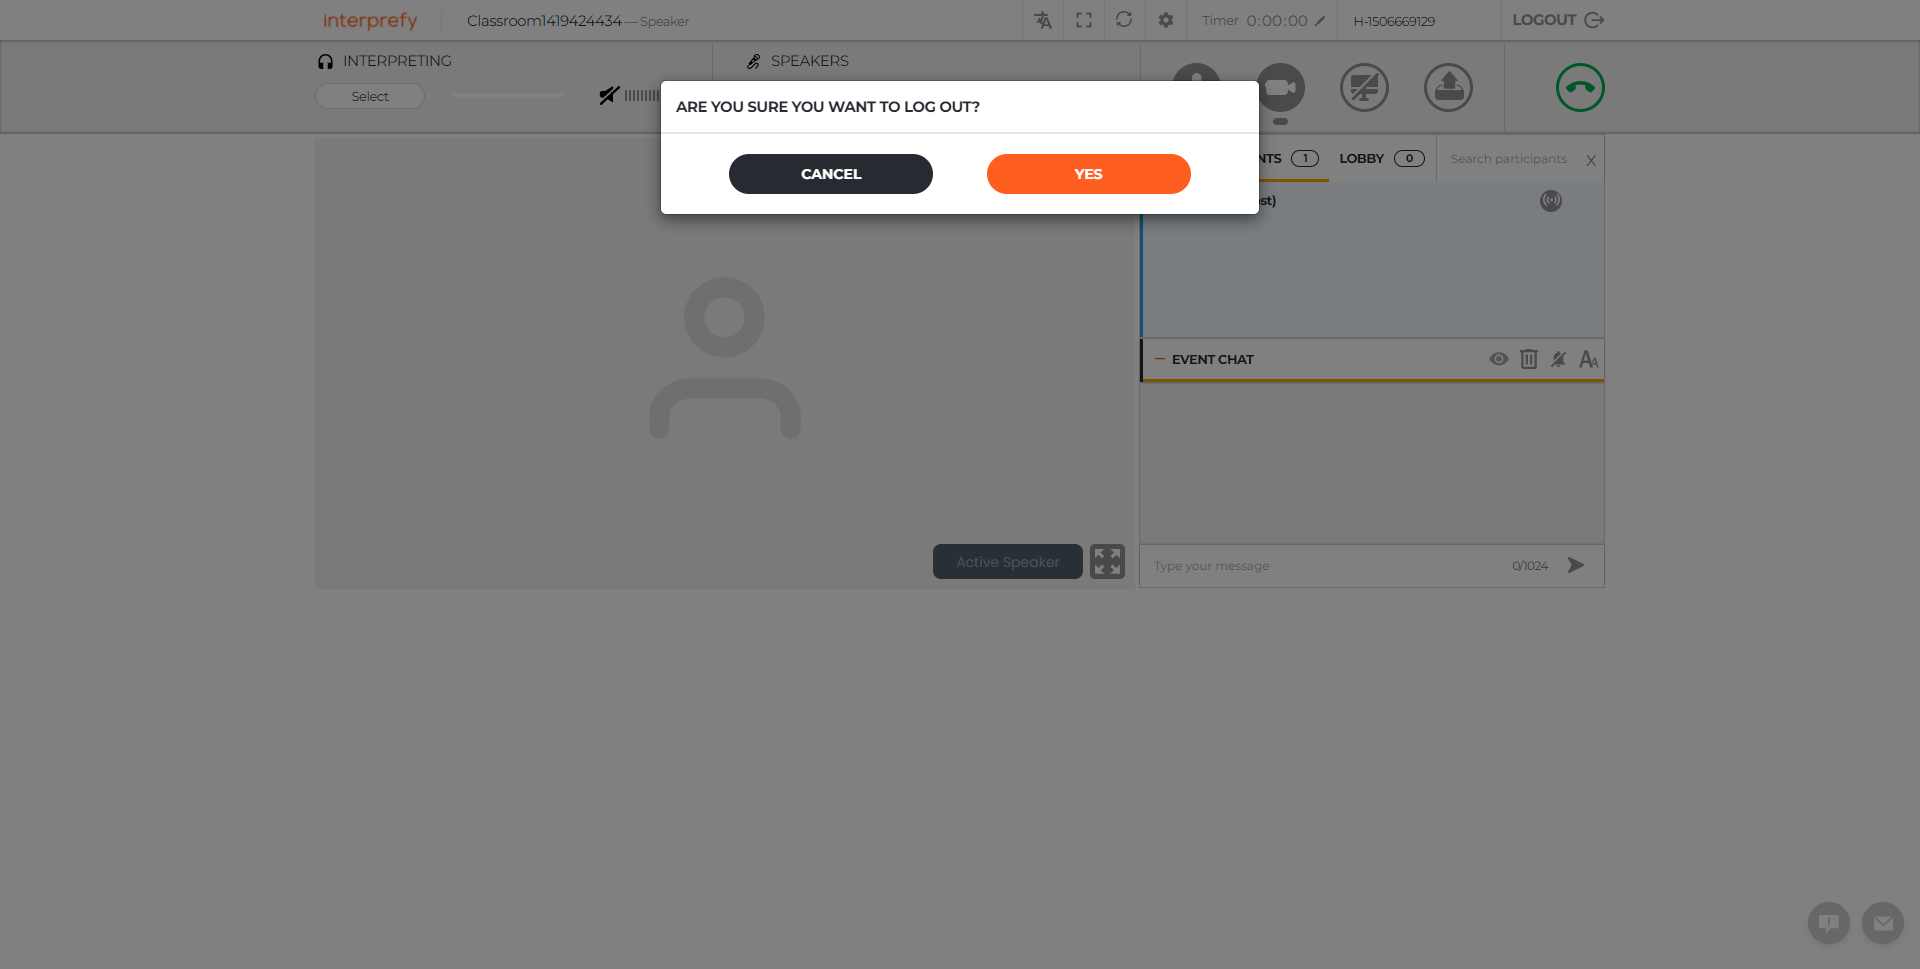 interprefy
Classroom1419424434 — Speaker
Timer 0:00:00
H-1506669129
LOGOUT
INTERPRETING
SPEAKERS
Select
ARE YOU SURE YOU WANT TO LOG OUT?
CANCEL
YES
NTS 1
LOBBY 0
Search participants X
st)
EVENT CHAT
AA
Active Speaker
Type your message
0/1024